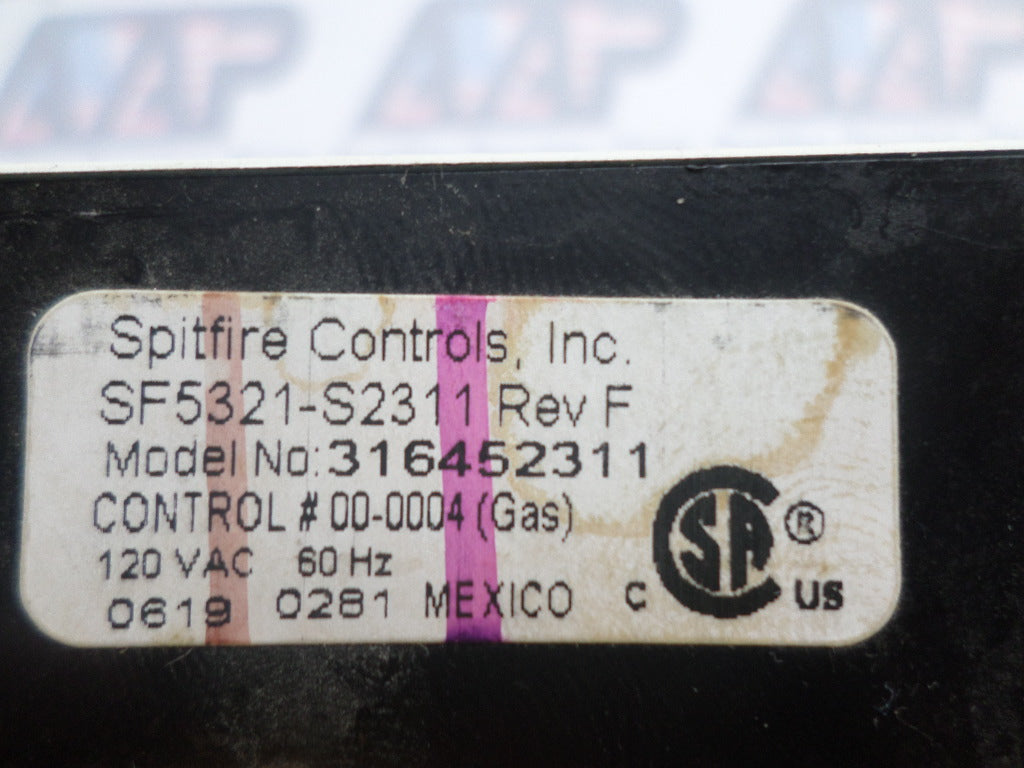 Spitfire Controls, Inc.
SF5321-S2311 Rev F
Model No: 316452311
CONTROL # 00-0004 (Gas)
120 VAC 60 Hz
0619 0281 MEXICO C CSA ® US